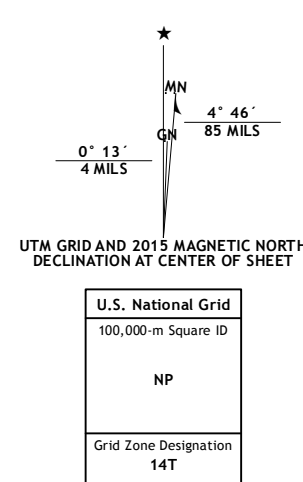 ★
MN
GN
4° 46´
85 MILS
0° 13´
4 MILS
UTM GRID AND 2015 MAGNETIC NORTH
DECLINATION AT CENTER OF SHEET
U.S. National Grid
100,000-m Square ID
NP
Grid Zone Designation
14T